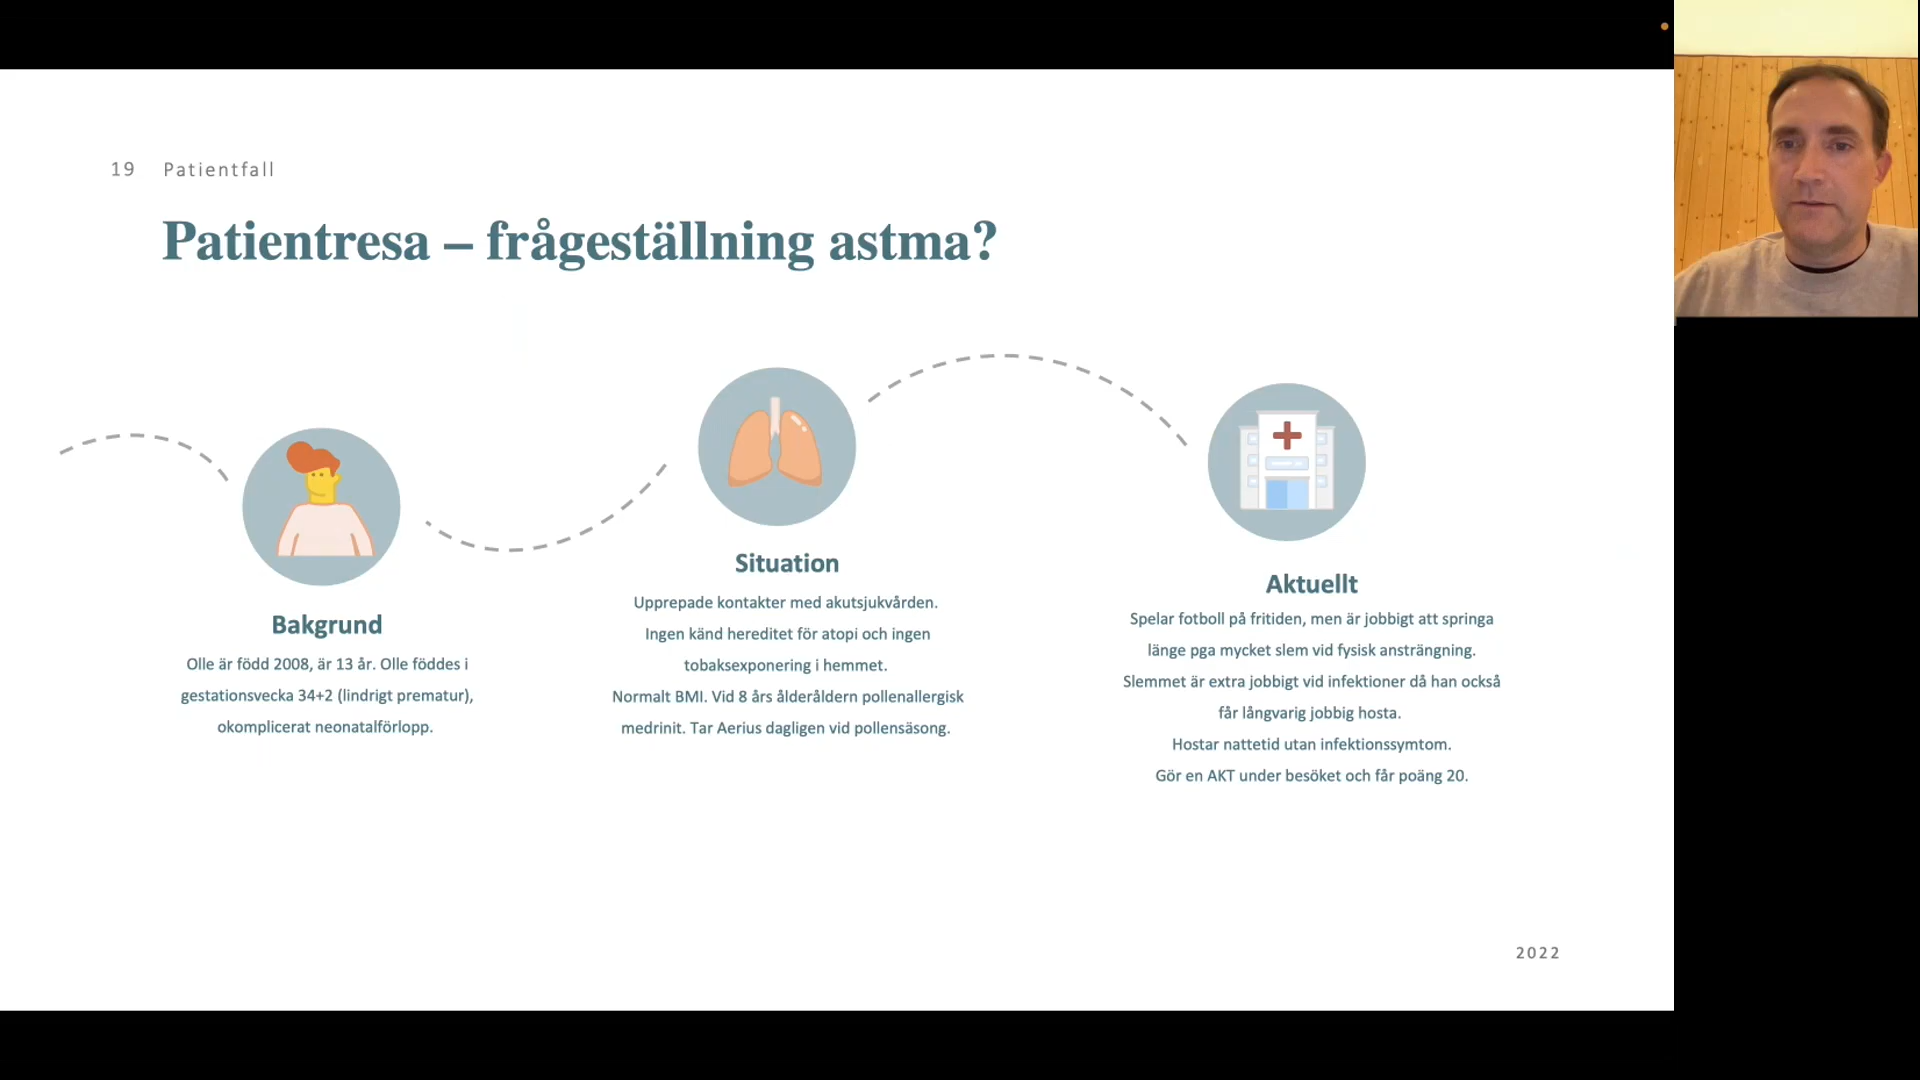 19 Patientfall
Patientresa – frågeställning astma?
Bakgrund
Olle är född 2008, är 13 år. Olle föddes i
gestationsvecka 34+2 (lindrigt prematur),
okomplicerat neonatalförlopp.
Situation
Upprepade kontakter med akutsjukvården.
Ingen känd hereditet för atopi och ingen
tobaksexponering i hemmet.
Normalt BMI. Vid 8 års ålderåldern pollenallergisk
medrinit. Tar Aerius dagligen vid pollensäsong.
Aktuellt
Spelar fotboll på fritiden, men är jobbigt att springa
länge pga mycket slem vid fysisk ansträngning.
Slemmet är extra jobbigt vid infektioner då han också
får långvarig jobbig hosta.
Hostar nattetid utan infektionssymtom.
Gör en AKT under besöket och får poäng 20.
2022